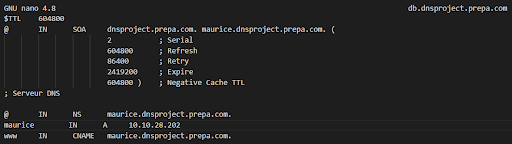 GNU nano 4.8 db.dnsproject.prepa.com
$TTL 604800
@ IN SOA dnsproject.prepa.com. maurice.dnsproject.prepa.com. (
2 ; Serial
604800 ; Refresh
86400 ; Retry
2419200 ; Expire
604800 ) ; Negative Cache TTL
; Serveur DNS
@ IN NS maurice.dnsproject.prepa.com.
maurice IN A 10.10.28.202
www IN CNAME maurice.dnsproject.prepa.com.